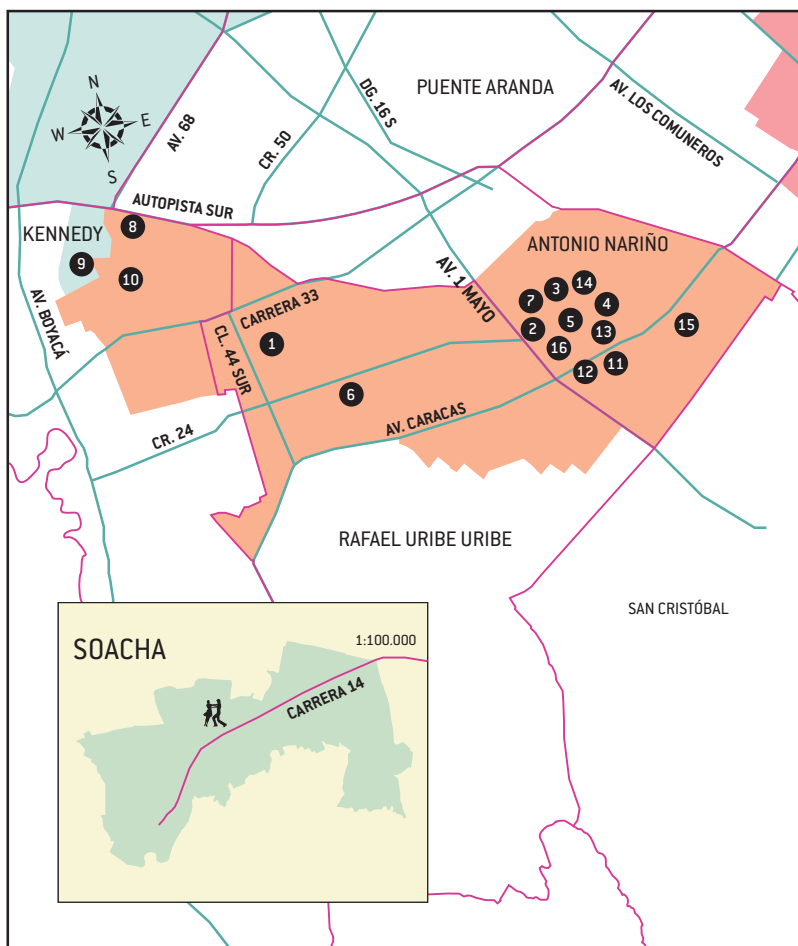 N
W
E
S
PUENTE ARANDA
AV. LOS COMUNEROS
DG. 16 S
AV. 68
CR. 50
AUTOPISTA SUR
KENNEDY
8
9
10
ANTONIO NARIÑO
AV. 1 MAYO
AV. BOYACÁ
CARRERA 33
CL. 44 SUR
1
6
3
14
7
4
5
2
13
16
15
12
11
AV. CARACAS
CR. 24
RAFAEL URIBE URIBE
SAN CRISTÓBAL
SOACHA
1:100.000
CARRERA 14